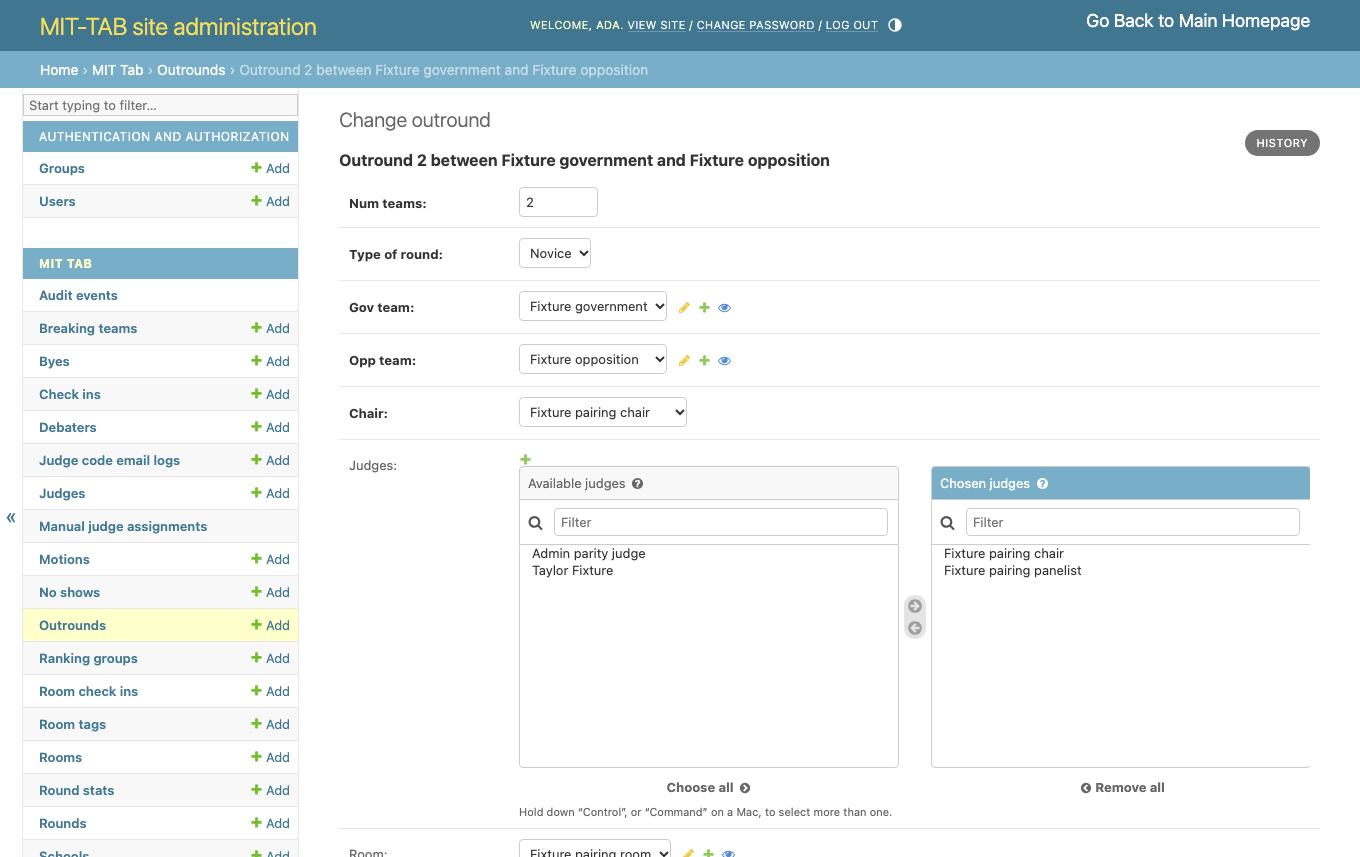 MIT-TAB site administration
WELCOME, ADA. VIEW SITE / CHANGE PASSWORD / LOG OUT
Go Back to Main Homepage
Home › MIT Tab › Outrounds › Outround 2 between Fixture government and Fixture opposition
Start typing to filter...
AUTHENTICATION AND AUTHORIZATION
Groups Add
Users Add
MIT TAB
Audit events
Breaking teams Add
Byes Add
Check ins Add
Debaters Add
Judge code email logs Add
Judges Add
Manual judge assignments
Motions Add
No shows Add
Outrounds Add
Ranking groups Add
Room check ins Add
Room tags Add
Rooms Add
Round stats Add
Rounds Add
Schools Add
«
Change outround
HISTORY
Outround 2 between Fixture government and Fixture opposition
Num teams: 2
Type of round: Novice
Gov team: Fixture government
Opp team: Fixture opposition
Chair: Fixture pairing chair
Judges:
Available judges ?
Filter
Admin parity judge
Taylor Fixture
Choose all
Chosen judges ?
Filter
Fixture pairing chair
Fixture pairing panelist
Remove all
Hold down “Control”, or “Command” on a Mac, to select more than one.
Room: Fixture pairing room